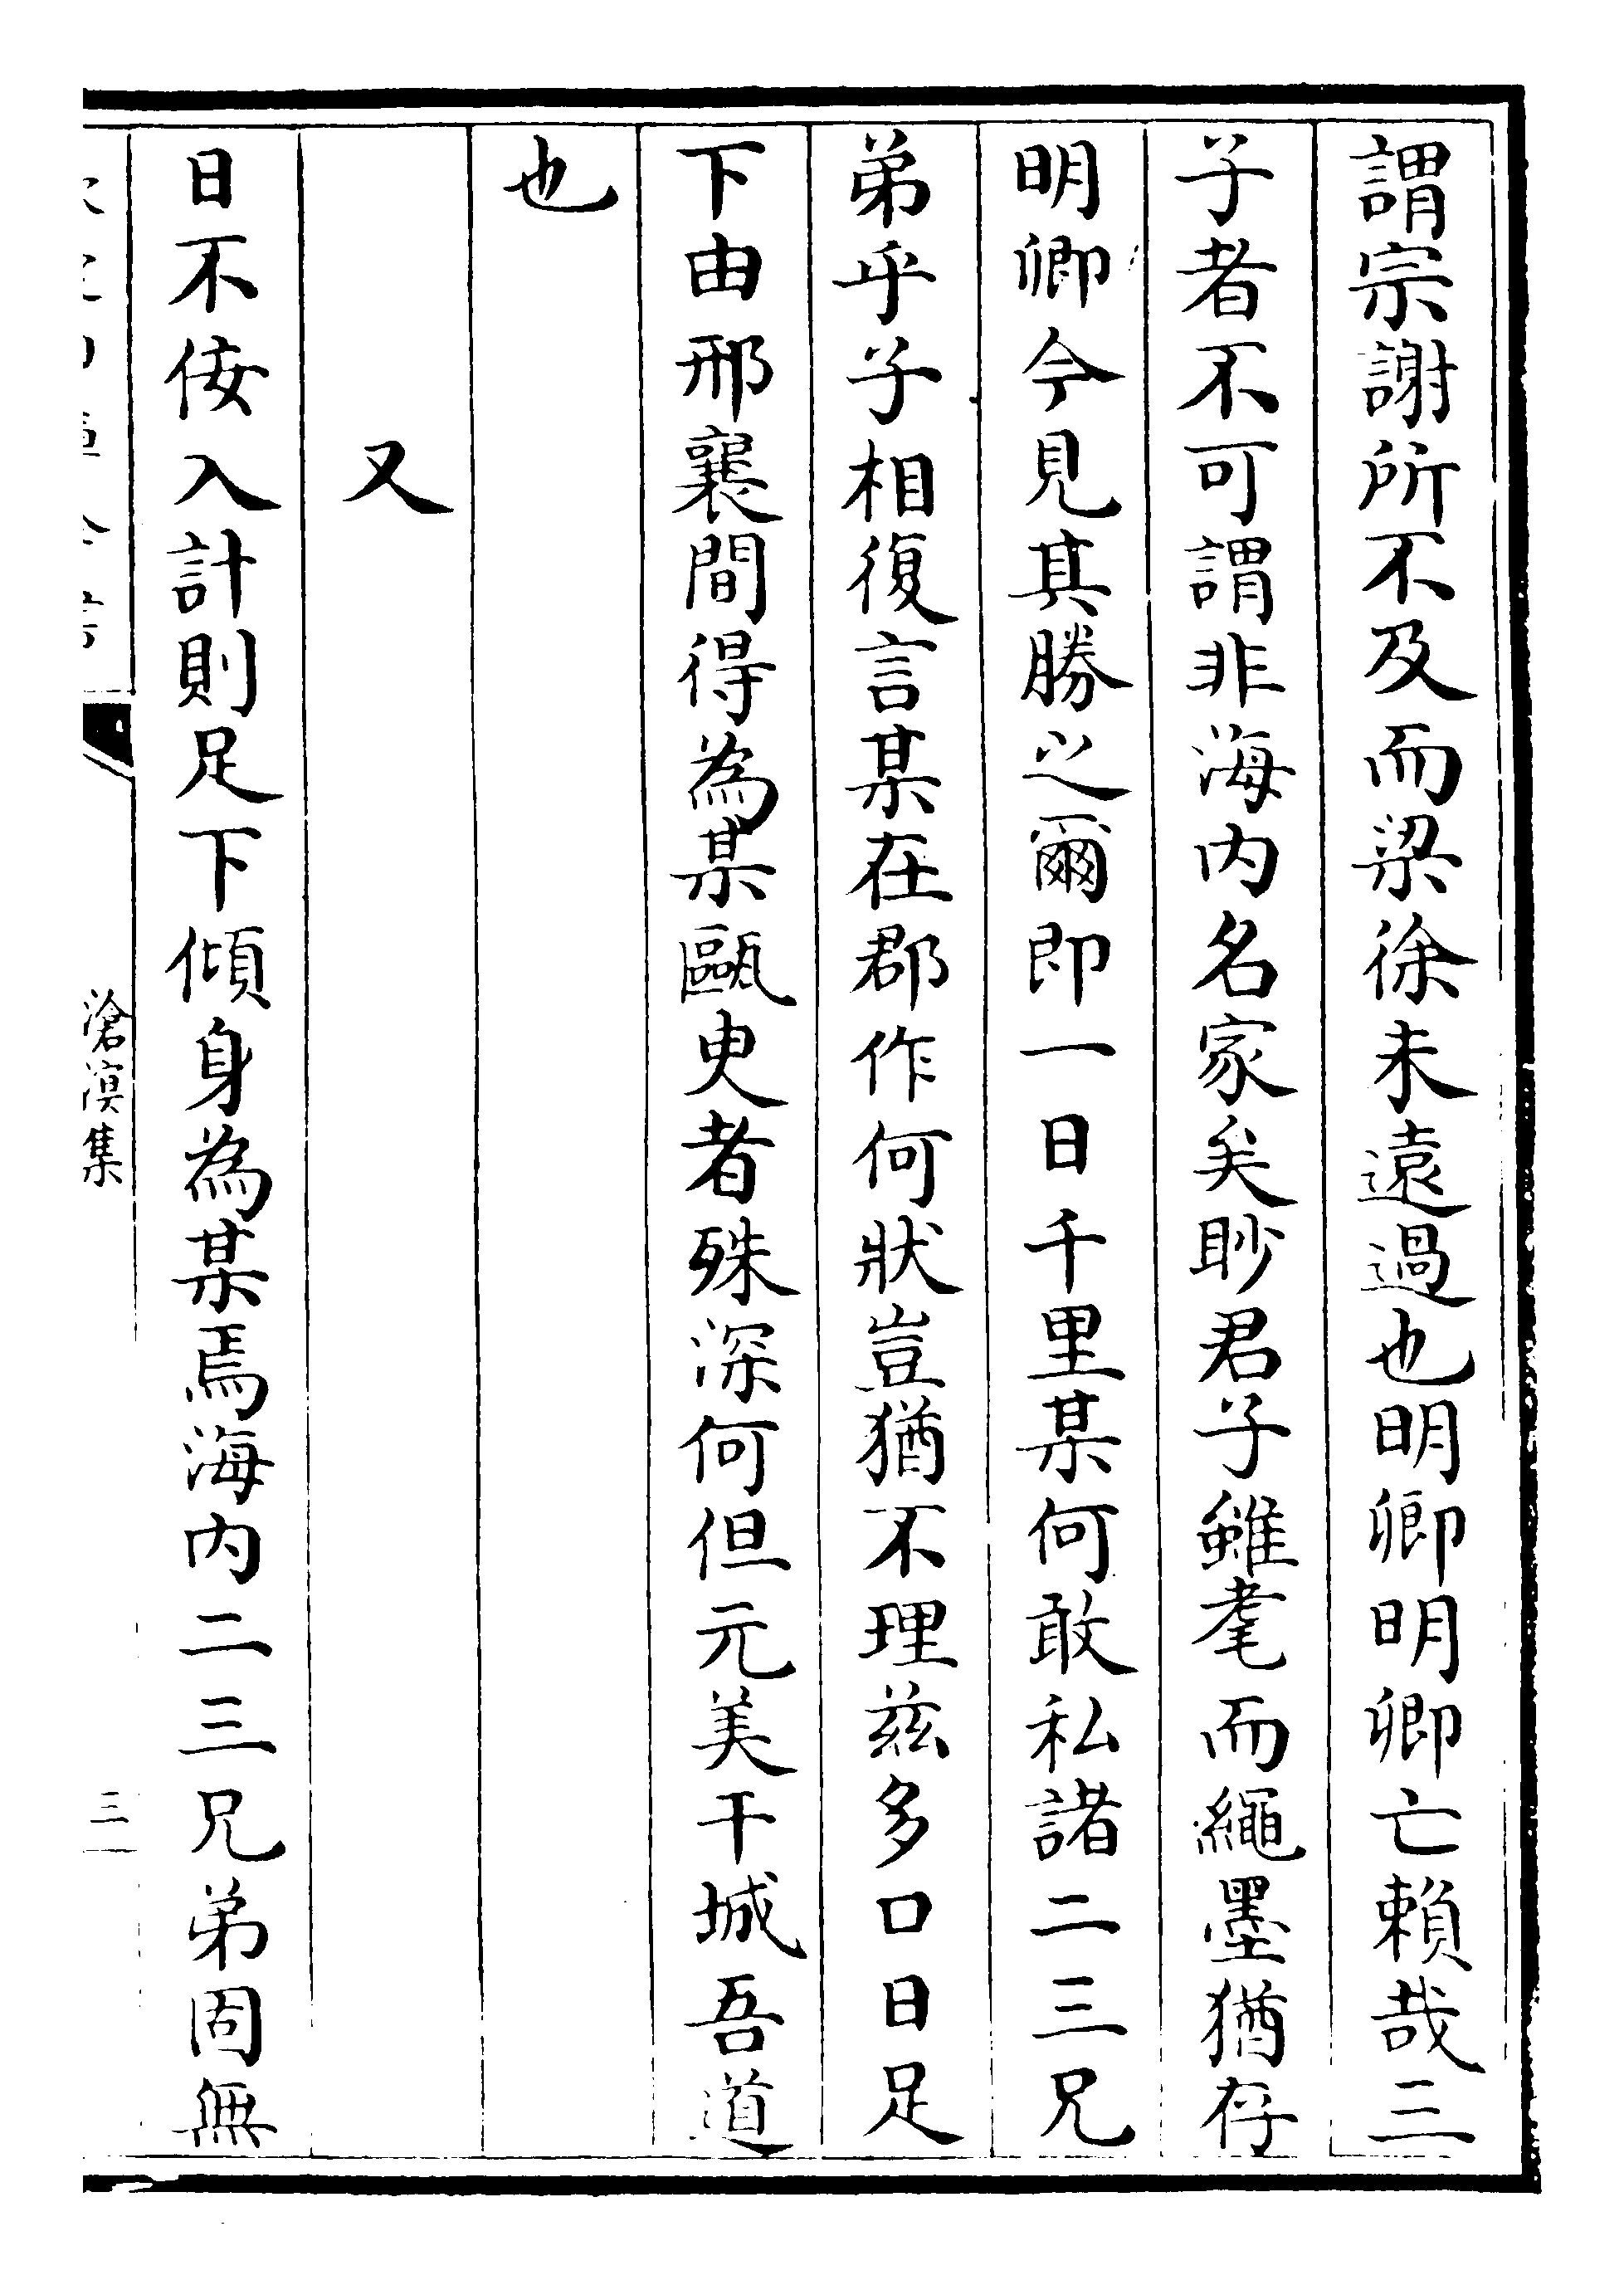 謂宗謝所不及而梁徐未遠過也明卿明卿亡賴哉三
子者不可謂非海内名家矣眇君子雖耄而繩墨猶存
明卿今見其勝之爾即一日千里某何敢私諸二三兄
弟乎子相復言某在郡作何狀豈猶不理兹多口日足
下由邢襄間得為某甌臾者殊深何但元美干城吾道
也
又
日不佞入計則足下傾身為某焉海内二三兄弟固無
滄溟集
三